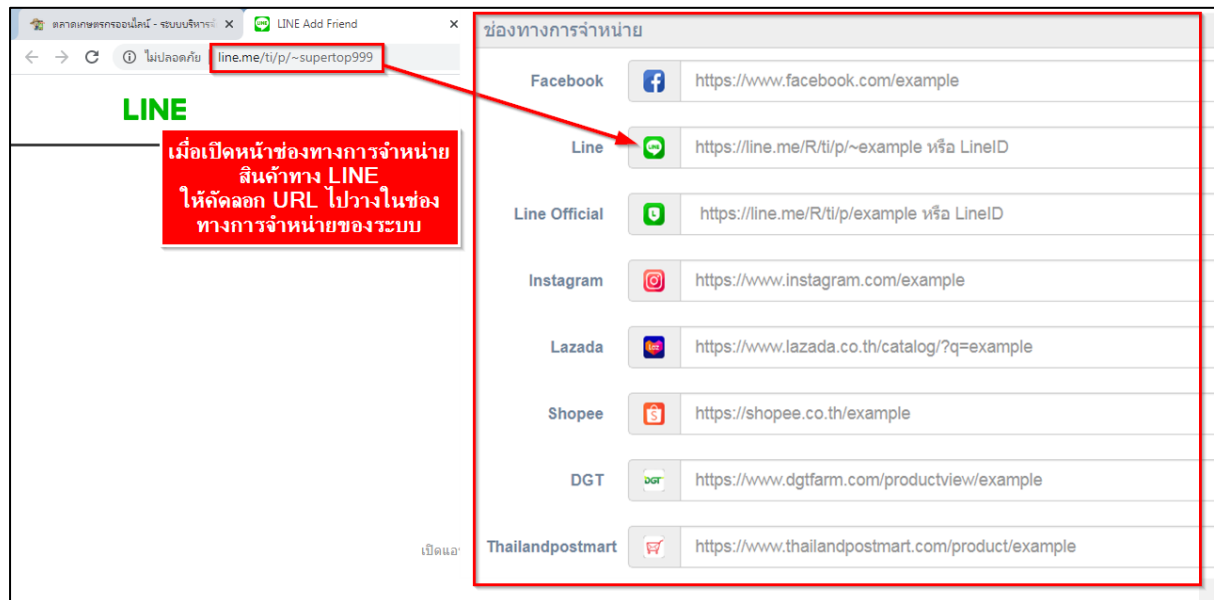 ตลาดเกษตรกรออนไลน์ - ระบบบริหารจ
LINE Add Friend
ไม่ปลอดภัย
line.me/ti/p/~supertop999
LINE
เมื่อเปิดหน้าช่องทางการจำหน่าย
สินค้าทาง LINE
ให้คัดลอก URL ไปวางในช่อง
ทางการจำหน่ายของระบบ
เปิดแอ
ช่องทางการจำหน่าย
Facebook
https://www.facebook.com/example
Line
https://line.me/R/ti/p/~example หรือ LineID
Line Official
https://line.me/R/ti/p/example หรือ LineID
Instagram
https://www.instagram.com/example
Lazada
https://www.lazada.co.th/catalog/?q=example
Shopee
https://shopee.co.th/example
DGT
DGT
https://www.dgtfarm.com/productview/example
Thailandpostmart
https://www.thailandpostmart.com/product/example